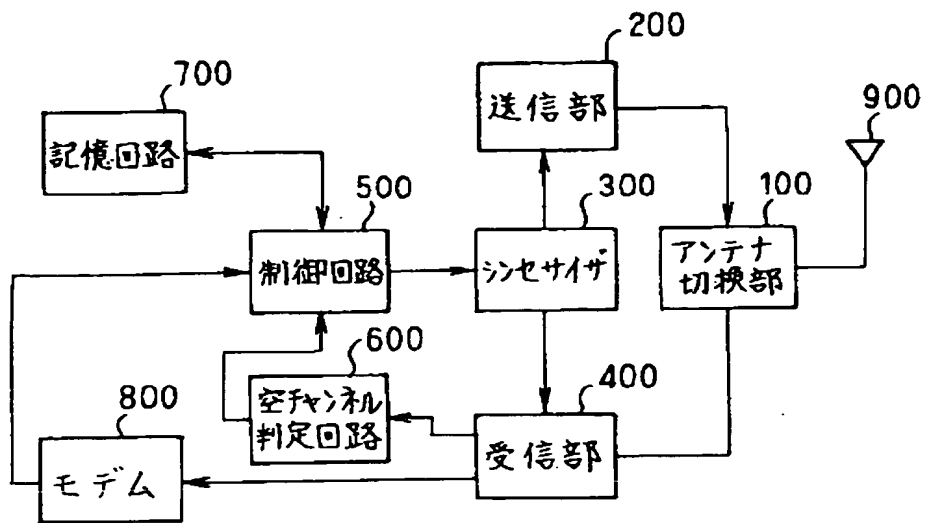 200
送信部
700
記憶回路
900
500
制御回路
300
シンセサイザ
100
アンテナ
切換部
600
空チャンネル
判定回路
400
受信部
800
モデム